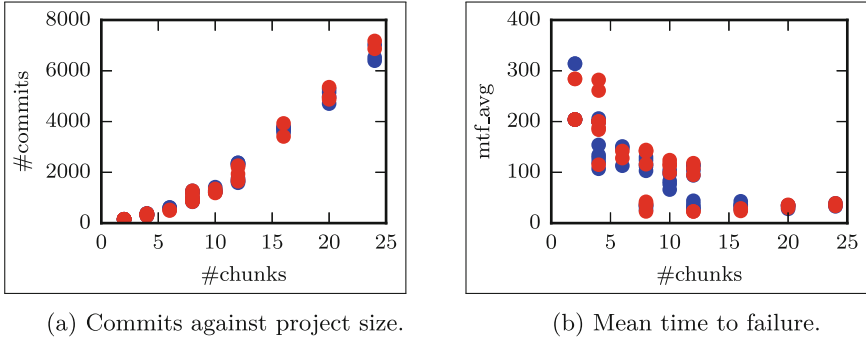 8000
6000
4000
2000
0
#commits
0 5 10 15 20 25
#chunks
(a) Commits against project size.
400
300
200
100
0
mtf_avg
0 5 10 15 20 25
#chunks
(b) Mean time to failure.